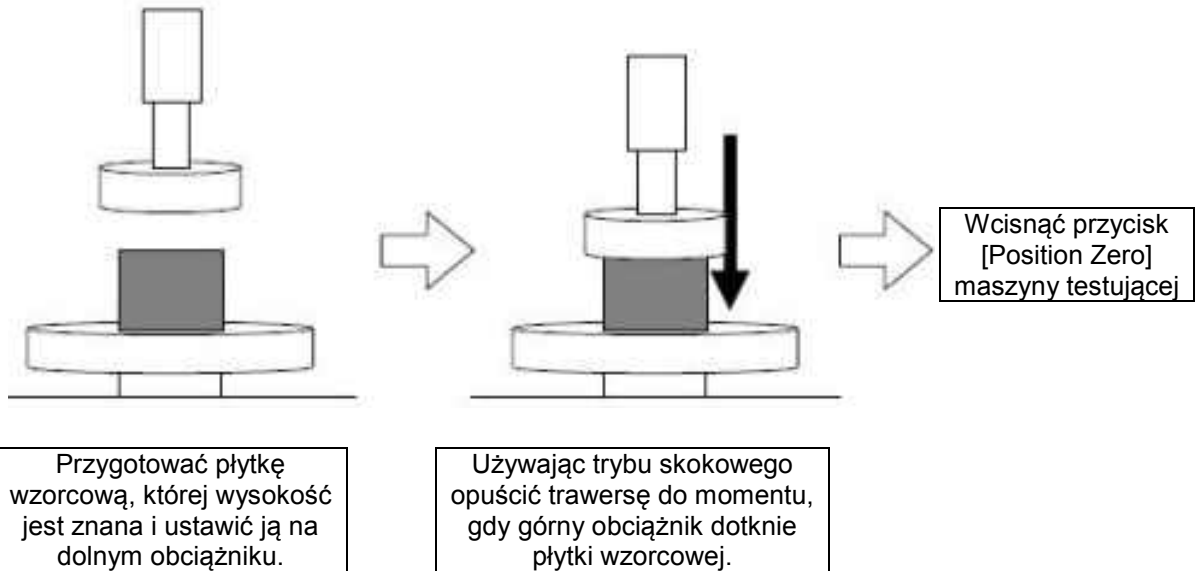 Wcisnąć przycisk
[Position Zero]
maszyny testującej
Przygotować płytkę
wzorcową, której wysokość
jest znana i ustawić ją na
dolnym obciążniku.
Używając trybu skokowego
opuścić trawersę do momentu,
gdy górny obciążnik dotknie
płytki wzorcowej.